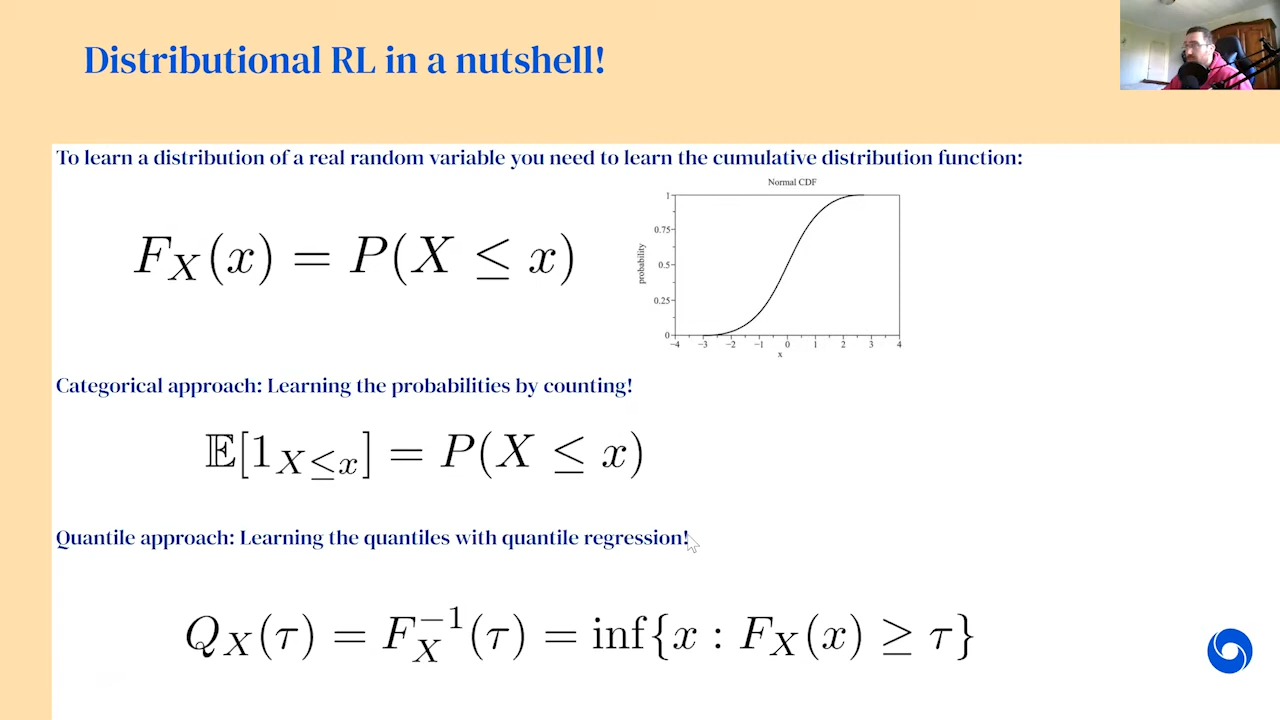 Distributional RL in a nutshell!
To learn a distribution of a real random variable you need to learn the cumulative distribution function:
F_X(x) = P(X ≤ x)
Normal CDF
1
0.75
0.5
0.25
0
probability
−4 −3 −2 −1 0 1 2 3 4
x
Categorical approach: Learning the probabilities by counting!
𝔼[1_{X≤x}] = P(X ≤ x)
Quantile approach: Learning the quantiles with quantile regression!
Q_X(τ) = F_X^{−1}(τ) = inf{x : F_X(x) ≥ τ}